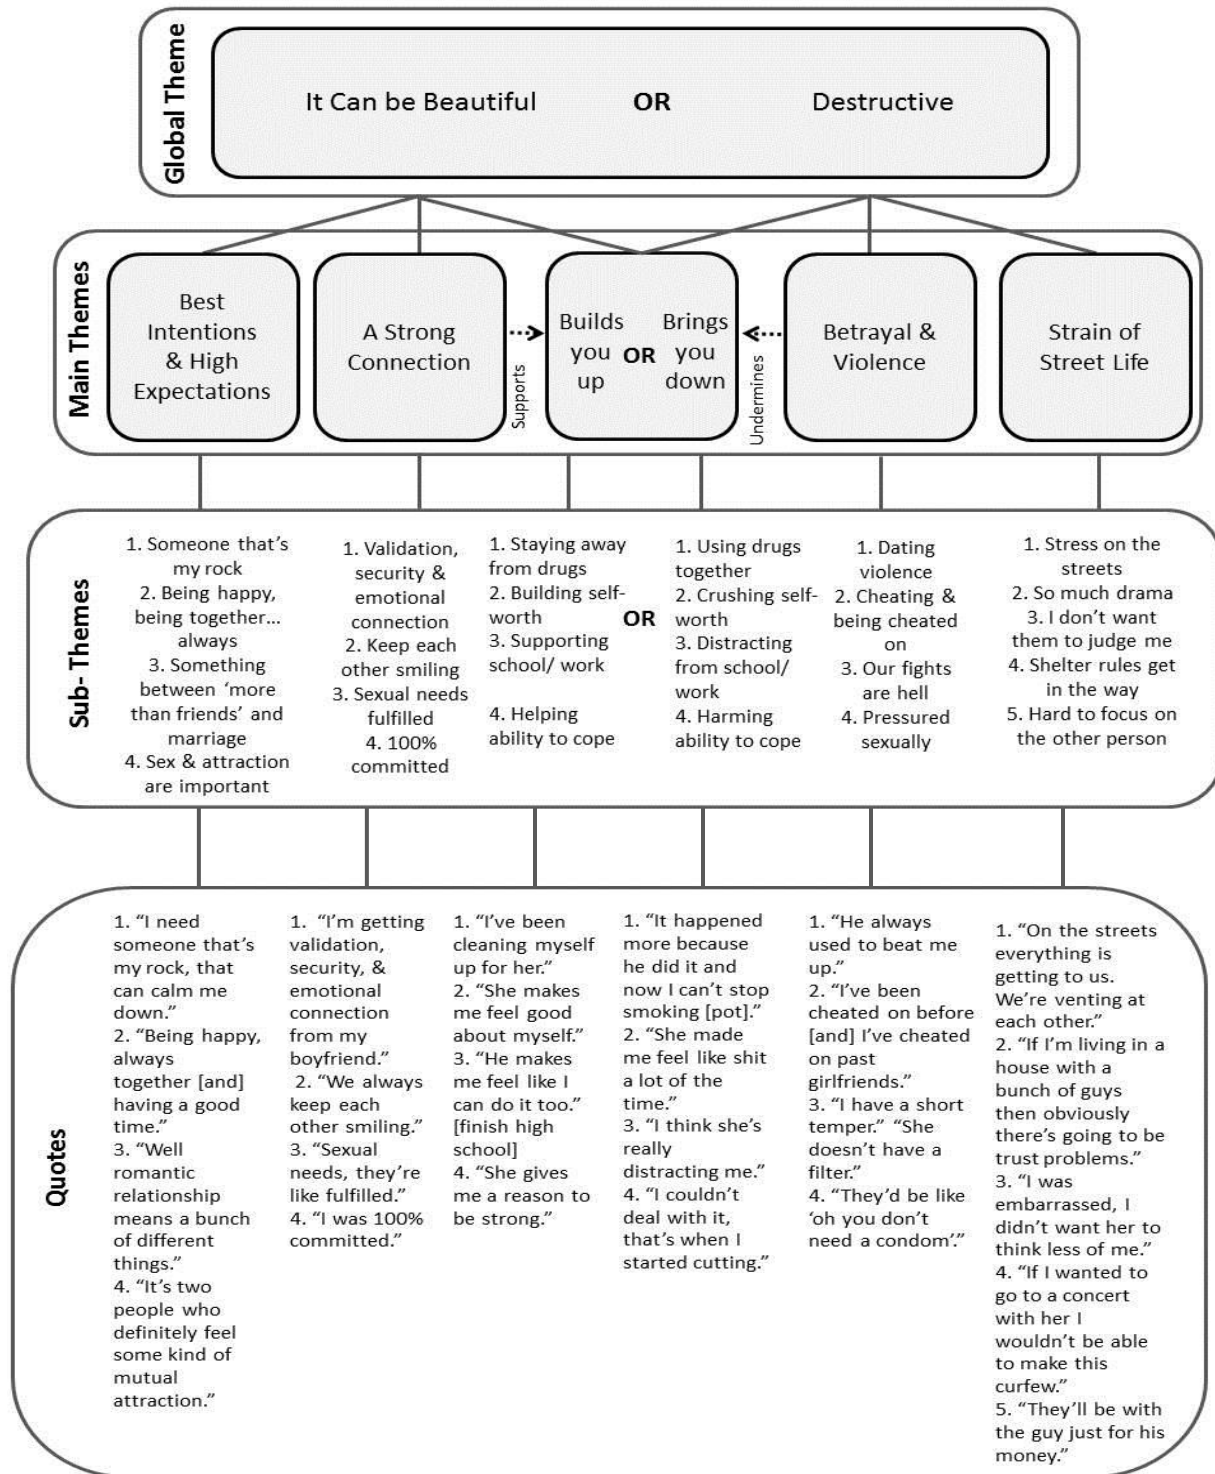 Global Theme
It Can be Beautiful OR Destructive
Main Themes
Best
Intentions
& High
Expectations
A Strong
Connection
Supports
Builds
you
up
OR
Brings
you
down
Undermines
Betrayal &
Violence
Strain of
Street Life
Sub- Themes
1. Someone that’s
my rock
2. Being happy,
being together...
always
3. Something
between ‘more
than friends’ and
marriage
4. Sex & attraction
are important
1. Validation,
security &
emotional
connection
2. Keep each
other smiling
3. Sexual needs
fulfilled
4. 100%
committed
1. Staying away
from drugs
2. Building self-
worth
3. Supporting
school/ work
4. Helping
ability to cope
OR
1. Using drugs
together
2. Crushing self-
worth
3. Distracting
from school/
work
4. Harming
ability to cope
1. Dating
violence
2. Cheating &
being cheated
on
3. Our fights
are hell
4. Pressured
sexually
1. Stress on the
streets
2. So much drama
3. I don’t want
them to judge me
4. Shelter rules get
in the way
5. Hard to focus on
the other person
Quotes
1. “I need
someone that’s
my rock, that
can calm me
down.”
2. “Being happy,
always
together [and]
having a good
time.”
3. “Well
romantic
relationship
means a bunch
of different
things.”
4. “It’s two
people who
definitely feel
some kind of
mutual
attraction.”
1. “I’m getting
validation,
security, &
emotional
connection
from my
boyfriend.”
2. “We always
keep each
other smiling.”
3. “Sexual
needs, they’re
like fulfilled.”
4. “I was 100%
committed.”
1. “I’ve been
cleaning myself
up for her.”
2. “She makes
me feel good
about myself.”
3. “He makes
me feel like I
can do it too.”
[finish high
school]
4. “She gives
me a reason to
be strong.”
1. “It happened
more because
he did it and
now I can’t stop
smoking [pot].”
2. “She made
me feel like shit
a lot of the
time.”
3. “I think she’s
really
distracting me.”
4. “I couldn’t
deal with it,
that’s when I
started cutting.”
1. “He always
used to beat me
up.”
2. “I’ve been
cheated on before
[and] I’ve cheated
on past
girlfriends.”
3. “I have a short
temper.” “She
doesn’t have a
filter.”
4. “They’d be like
‘oh you don’t
need a condom’.”
1. “On the streets
everything is
getting to us.
We’re venting at
each other.”
2. “If I’m living in a
house with a
bunch of guys
then obviously
there’s going to be
trust problems.”
3. “I was
embarrassed, I
didn’t want her to
think less of me.”
4. “If I wanted to
go to a concert
with her I
wouldn’t be able
to make this
curfew.”
5. “They’ll be with
the guy just for his
money.”